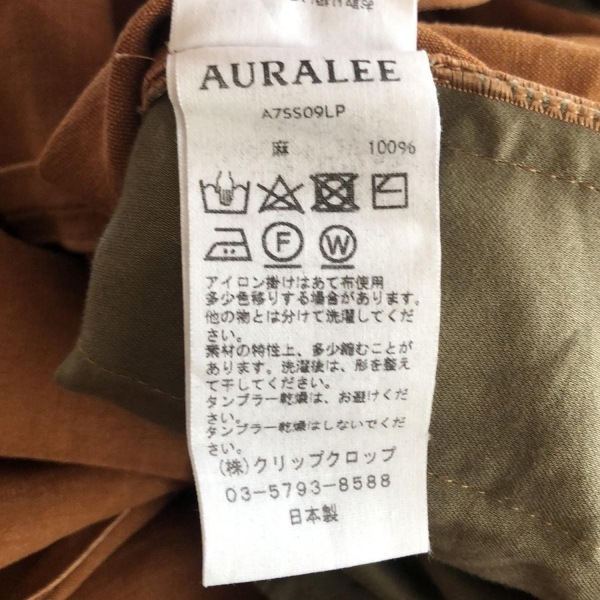 AURALEE
A7SS09LP
麻 100%
F W
アイロン掛けはあて布使用
多少色移りする場合があります。
他の物とは分けて洗濯してくだ
さい。
素材の特性上、多少縮むことが
あります。洗濯後は、形を整え
て干してください。
タンブラー乾燥は、お避けくだ
さい。
タンブラー乾燥はしないでくだ
さい。
(株)クリップクロップ
03-5793-8588
日本製